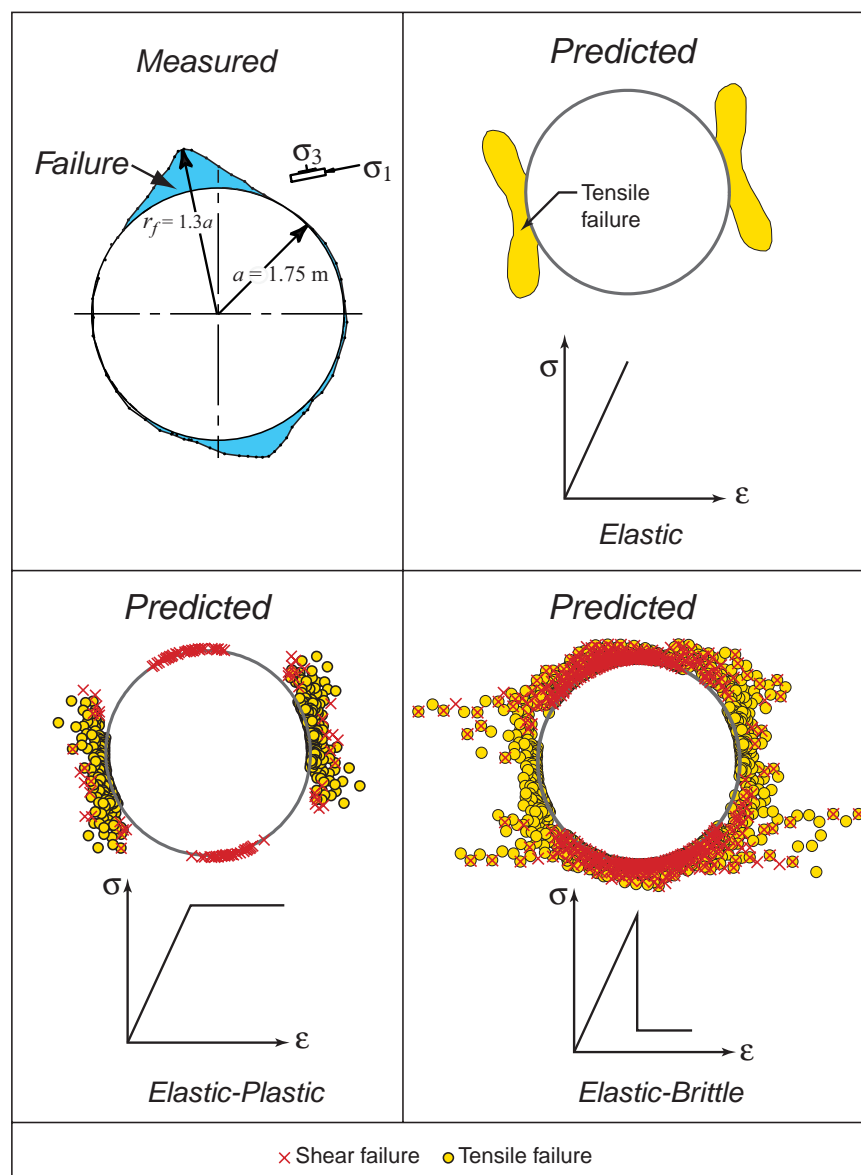 Measured
Failure
σ3
σ1
rf = 1.3a
a = 1.75 m
Predicted
Tensile
failure
σ
ε
Elastic
Predicted
σ
ε
Elastic-Plastic
Predicted
σ
ε
Elastic-Brittle
Shear failure
Tensile failure